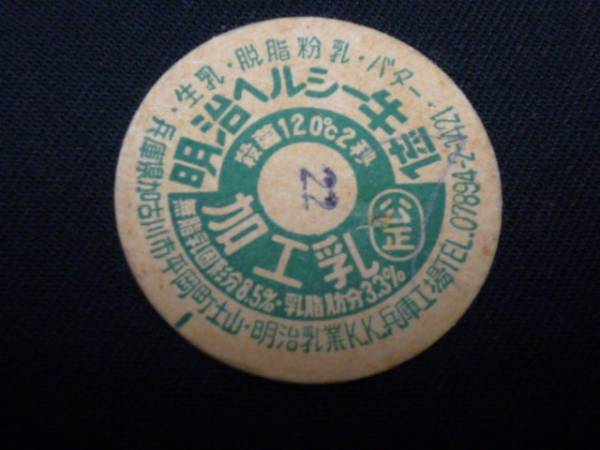 ・生乳・脱脂粉乳・バター・
明治ヘルシー牛乳
殺菌120℃2秒
22
加工乳
公正
無脂乳固形分8.5%・乳脂肪分3.3%
兵庫県加古川市平岡町土山・明治乳業K.K.兵庫工場TEL.07894-2-1421